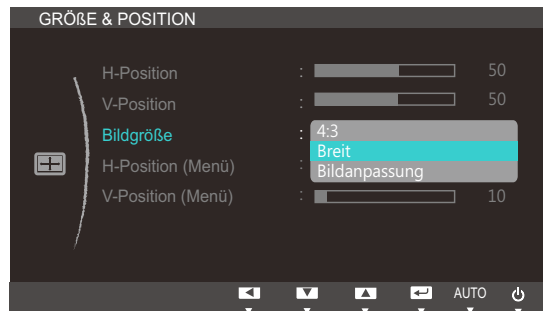 GRÖßE & POSITION
H-Position : 50
V-Position : 50
Bildgröße : 4:3
Breit
Bildanpassung
H-Position (Menü) :
V-Position (Menü) : 10
AUTO